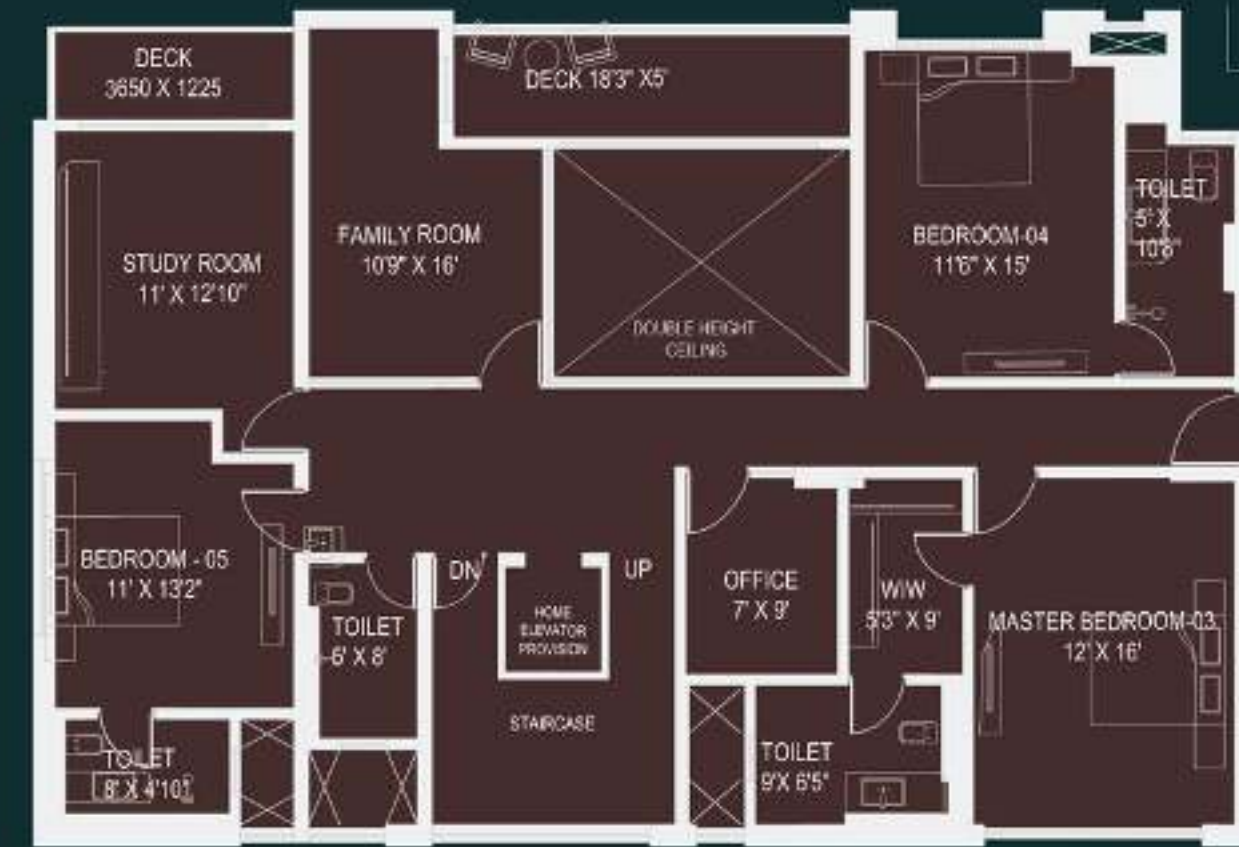 DECK
3650 X 1225
DECK 18'3" X5'
STUDY ROOM
11' X 12'10"
FAMILY ROOM
10'9" X 16'
DOUBLE HEIGHT
CEILING
BEDROOM-04
11'6" X 15'
TOILET
5' X
10'8"
BEDROOM - 05
11' X 13'2"
TOILET
6' X 8'
DN
HOME
ELEVATOR
PROVISION
UP
STAIRCASE
OFFICE
7' X 9'
W/W
5'3" X 9'
MASTER BEDROOM-03
12' X 16'
TOILET
8' X 4'10"
TOILET
9'X 6'5"